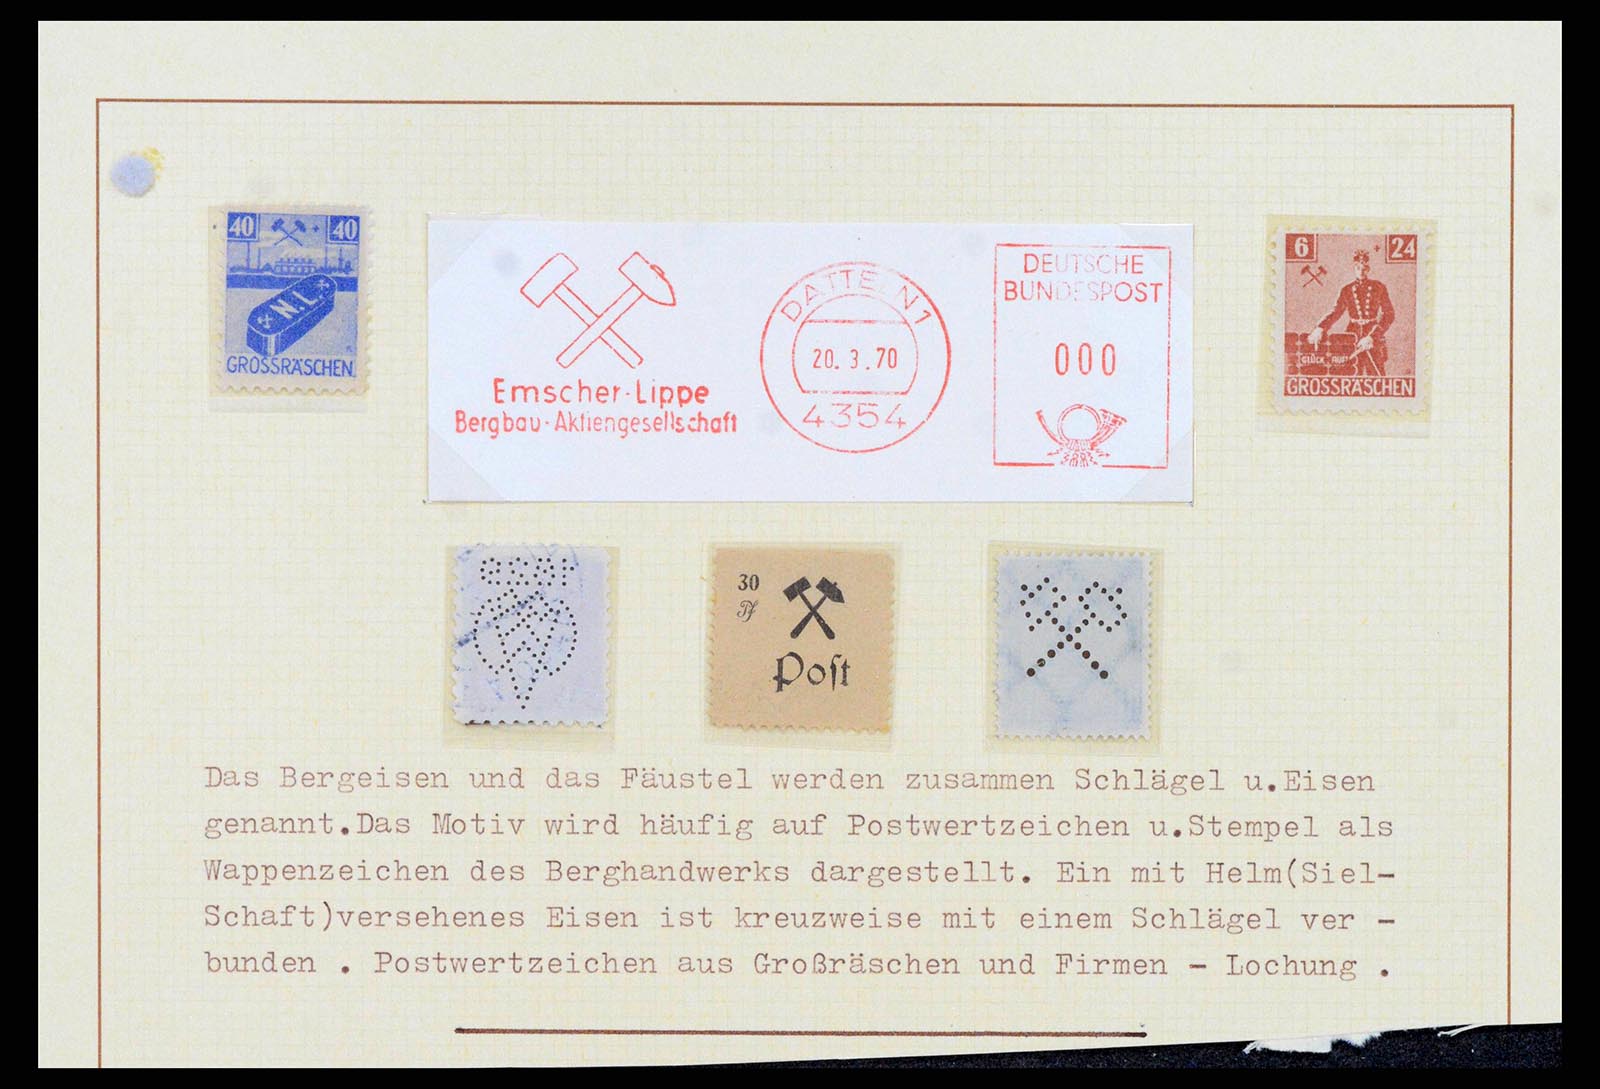 40 40
N.L.
GROSSRÄSCHEN
Emscher-Lippe
Bergbau-Aktiengesellschaft
DATTELN 1
20. 3. 70
4354
DEUTSCHE
BUNDESPOST
000
6 24
GLÜCK AUF
GROSSRÄSCHEN
30
Pf
Post
Das Bergeisen und das Fäustel werden zusammen Schlägel u.Eisen
genannt.Das Motiv wird häufig auf Postwertzeichen u.Stempel als
Wappenzeichen des Berghandwerks dargestellt. Ein mit Helm(Siel-
Schaft)versehenes Eisen ist kreuzweise mit einem Schlägel ver -
bunden . Postwertzeichen aus Großräschen und Firmen - Lochung .